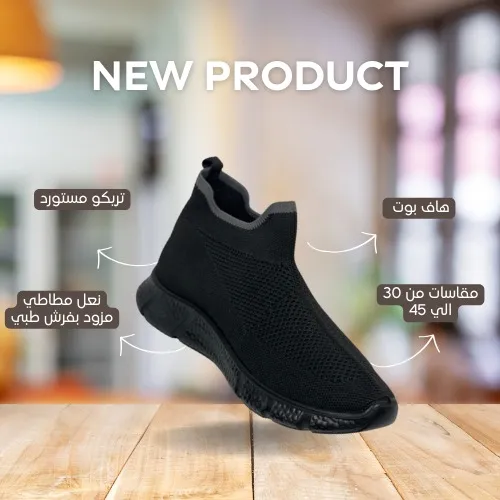 NEW PRODUCT
تريكو مستورد
هاف بوت
نعل مطاطي
مزود بفرش طبي
مقاسات من 30
الي 45